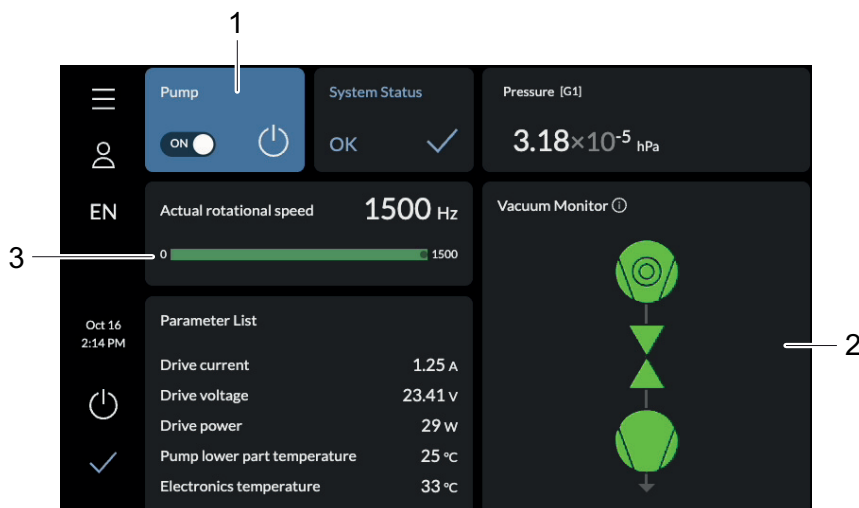 1
Pump
ON
System Status
OK
Pressure [G1]
3.18×10-5 hPa
EN
Actual rotational speed 1500 Hz
0 1500
3
Vacuum Monitor
2
Oct 16
2:14 PM
Parameter List
Drive current 1.25 A
Drive voltage 23.41 V
Drive power 29 W
Pump lower part temperature 25 °C
Electronics temperature 33 °C